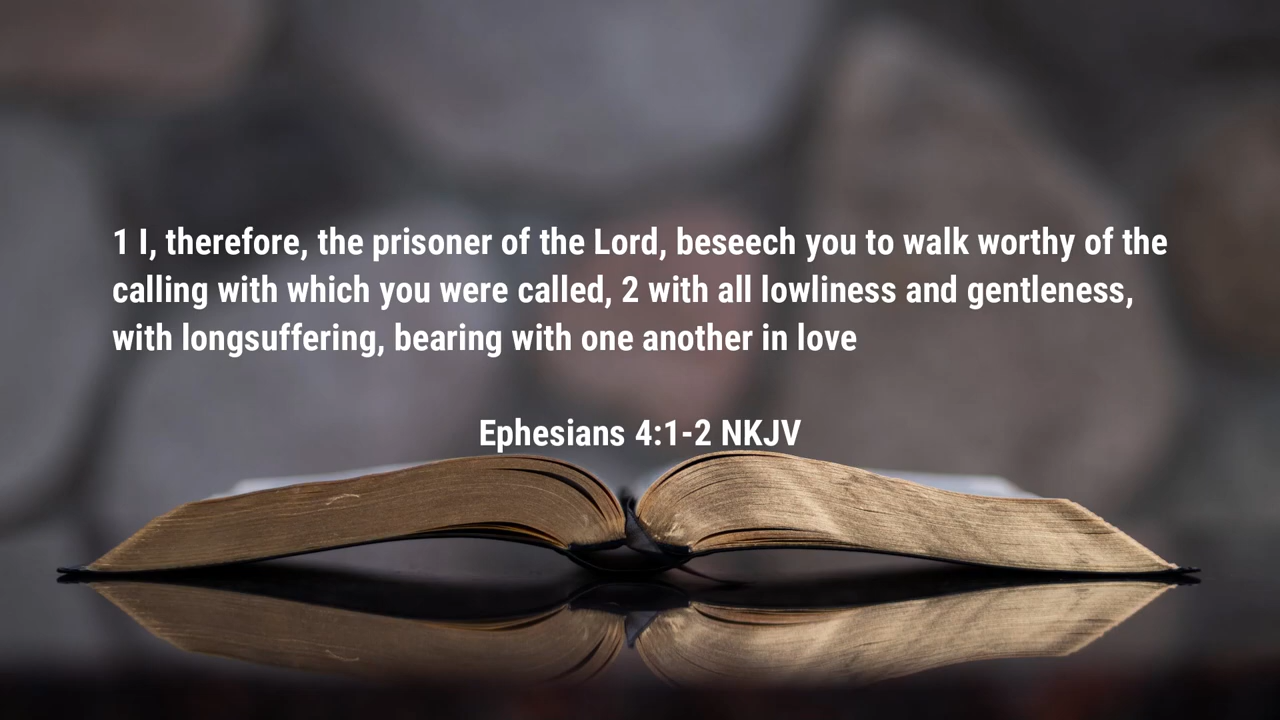 1 I, therefore, the prisoner of the Lord, beseech you to walk worthy of the
calling with which you were called, 2 with all lowliness and gentleness,
with longsuffering, bearing with one another in love
Ephesians 4:1-2 NKJV